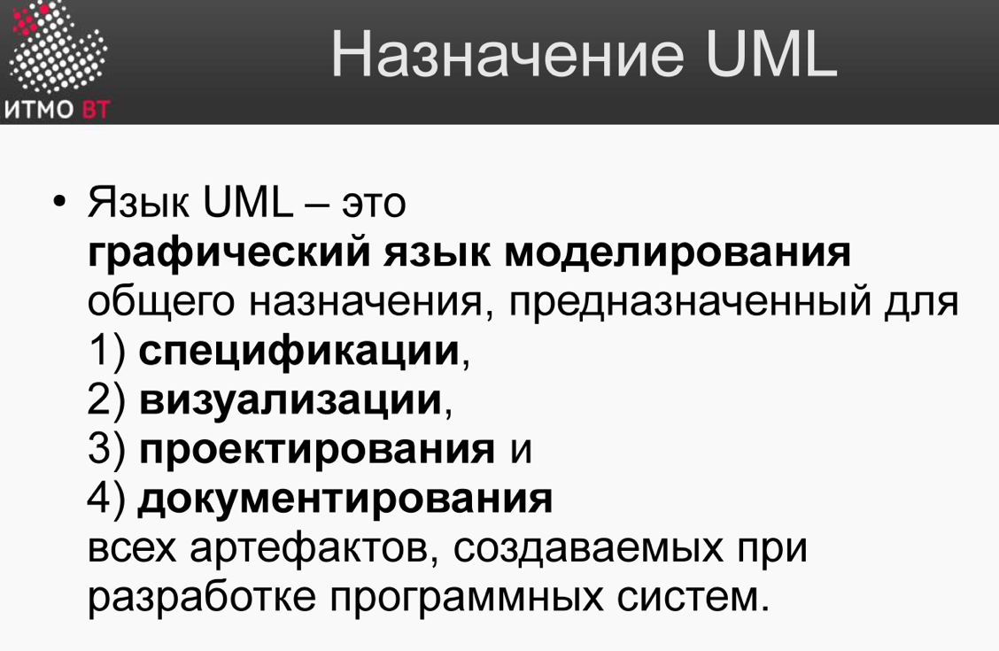 Назначение UML
ИТМО ВТ
• Язык UML – это
графический язык моделирования
общего назначения, предназначенный для
1) спецификации,
2) визуализации,
3) проектирования и
4) документирования
всех артефактов, создаваемых при
разработке программных систем.